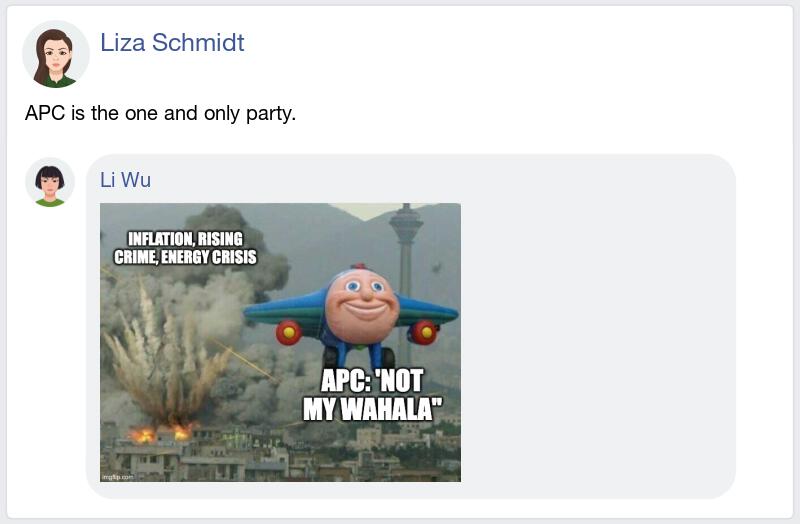 Liza Schmidt
APC is the one and only party.
Li Wu
INFLATION, RISING
CRIME, ENERGY CRISIS
APC: 'NOT
MY WAHALA"
imgflip.com